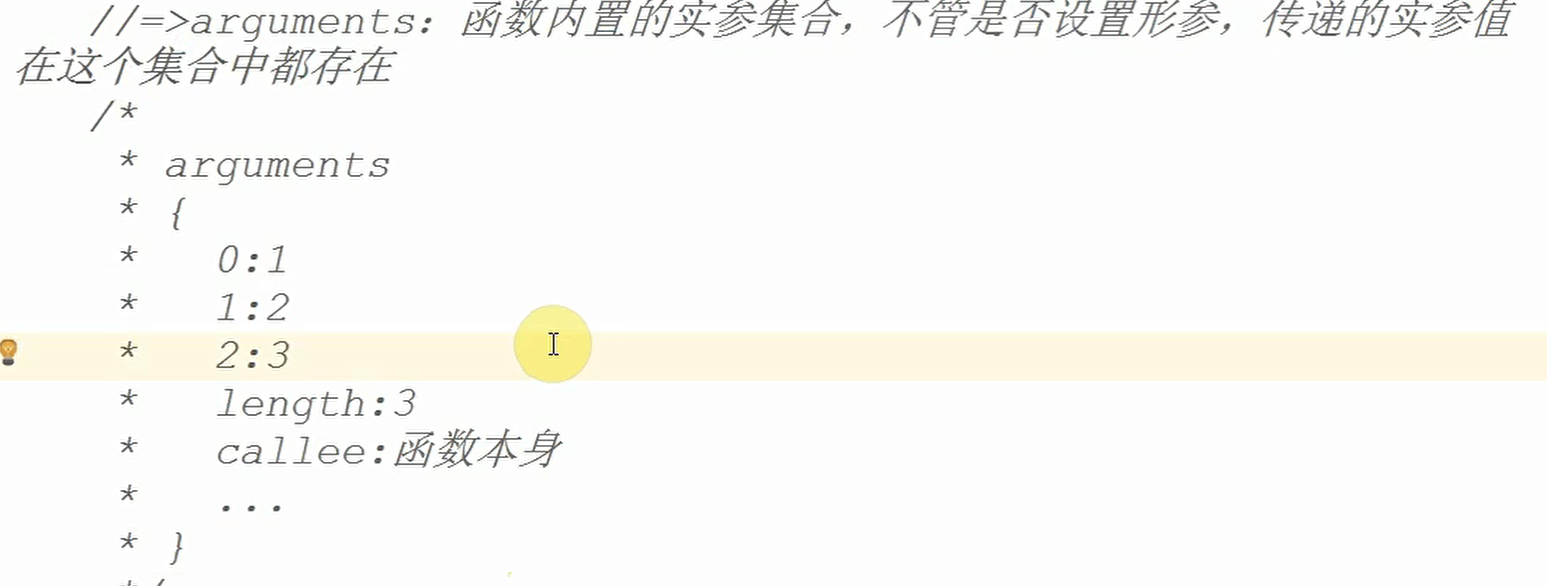 //=>arguments：函数内置的实参集合，不管是否设置形参，传递的实参值
在这个集合中都存在
/*
* arguments
* {
* 0:1
* 1:2
* 2:3
* length:3
* callee:函数本身
* ...
* }
*/